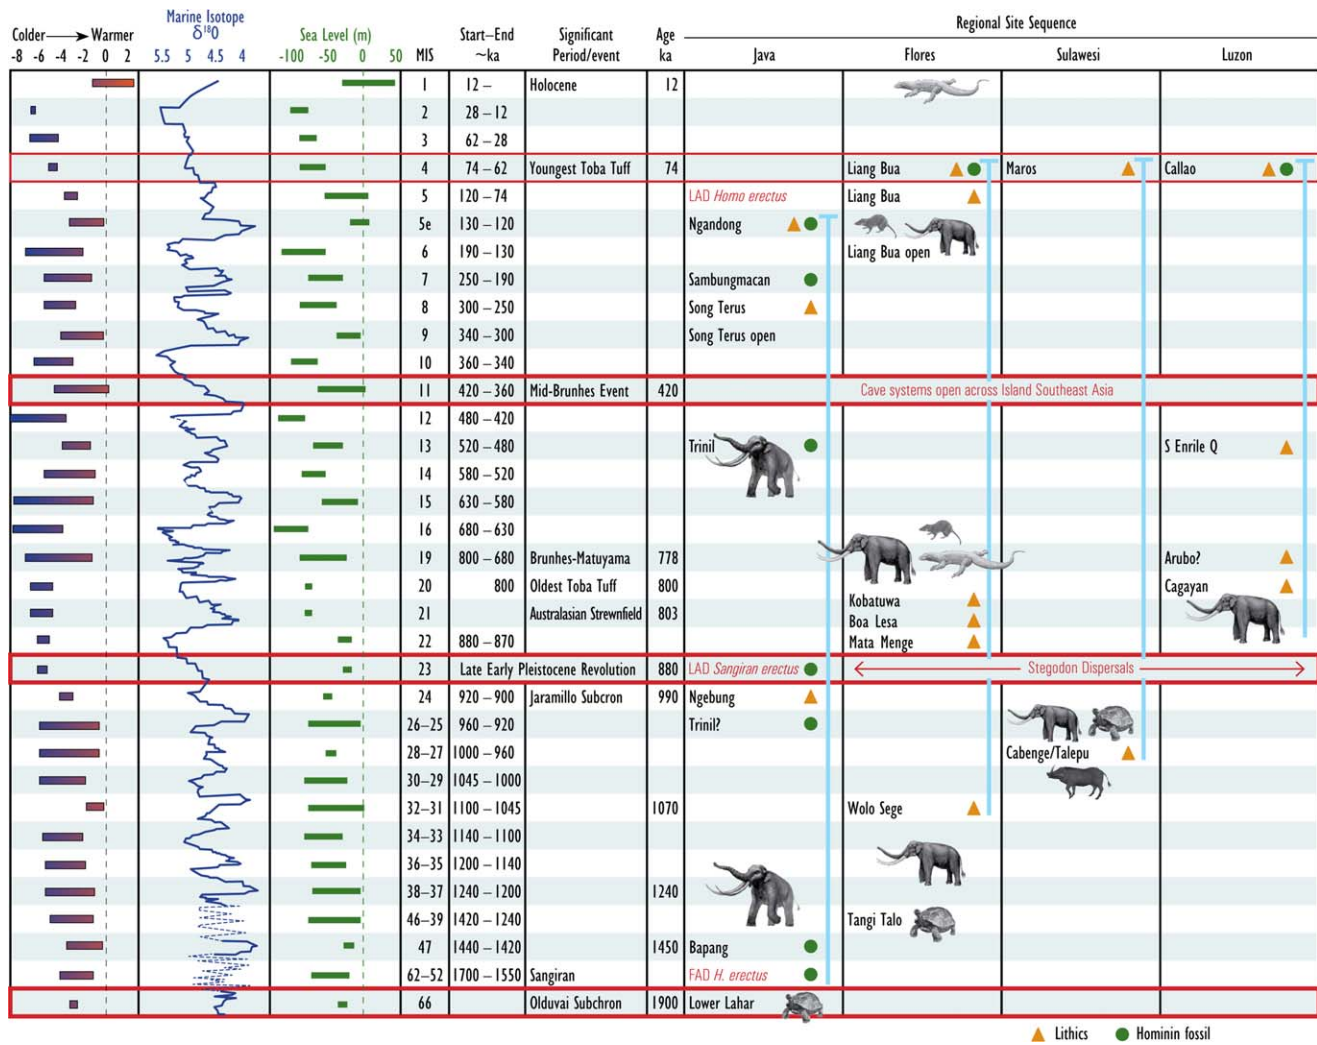 Colder → Warmer
-8 -6 -4 -2 0 2
Marine Isotope
δ18O
5.5 5 4.5 4
Sea Level (m)
-100 -50 0 50
MIS
Start–End
~ka
Significant
Period/event
Age
ka
Regional Site Sequence
Java Flores Sulawesi Luzon
1 12 – Holocene 12
2 28 – 12
3 62 – 28
4 74 – 62 Youngest Toba Tuff 74 Liang Bua Maros Callao
5 120 – 74 LAD Homo erectus Liang Bua
5e 130 – 120 Ngandong
6 190 – 130 Liang Bua open
7 250 – 190 Sambungmacan
8 300 – 250 Song Terus
9 340 – 300 Song Terus open
10 360 – 340
11 420 – 360 Mid-Brunhes Event 420 Cave systems open across Island Southeast Asia
12 480 – 420
13 520 – 480 Trinil S Enrile Q
14 580 – 520
15 630 – 580
16 680 – 630
19 800 – 680 Brunhes-Matuyama 778 Arubo?
20 800 Oldest Toba Tuff 800 Cagayan
Kobatuwa
21 Australasian Strewnfield 803
Boa Lesa
22 880 – 870 Mata Menge
23 Late Early Pleistocene Revolution 880 LAD Sangiran erectus Stegodon Dispersals
24 920 – 900 Jaramillo Subcron 990 Ngebung
26–25 960 – 920 Trinil?
28–27 1000 – 960 Cabenge/Talepu
30–29 1045 – 1000
32–31 1100 – 1045 1070 Wolo Sege
34–33 1140 – 1100
36–35 1200 – 1140
38–37 1240 – 1200 1240
46–39 1420 – 1240 Tangi Talo
47 1440 – 1420 1450 Bapang
62–52 1700 – 1550 Sangiran FAD H. erectus
66 Olduvai Subchron 1900 Lower Lahar
Lithics Hominin fossil